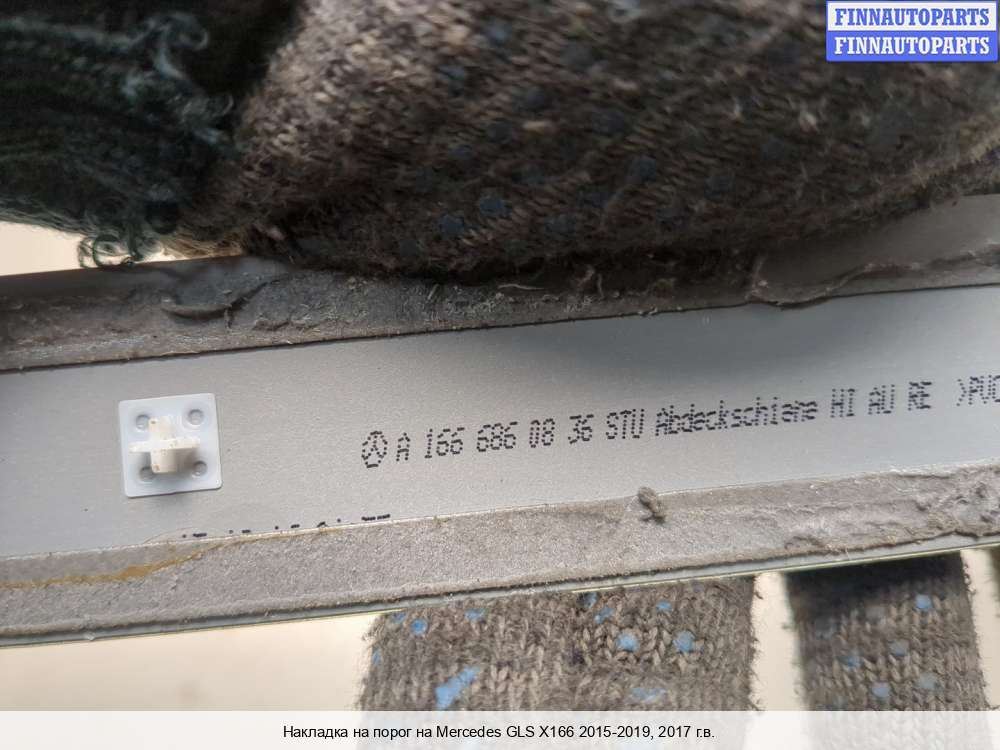 FINNAUTOPARTS
FINNAUTOPARTS
A 166 686 08 36 STU Abdeckschiene HI AU RE
Накладка на порог на Mercedes GLS X166 2015-2019, 2017 г.в.